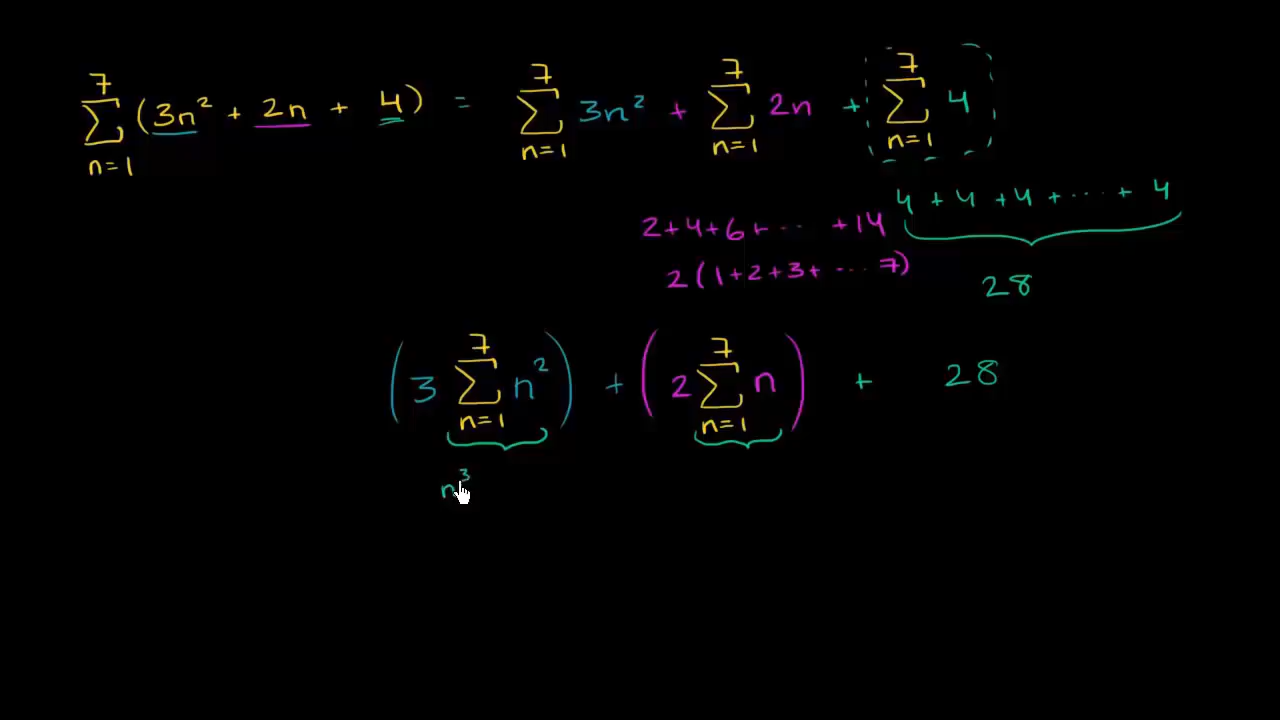 7 7 7 7
∑ (3n² + 2n + 4) = ∑ 3n² + ∑ 2n + ∑ 4
n=1 n=1 n=1 n=1
4 + 4 + 4 + ··· + 4
2+4+6+ ·· +14
2(1+2+3+ ··· 7)
28
7 7
(3 ∑ n²) + (2 ∑ n) + 28
n=1 n=1
n³